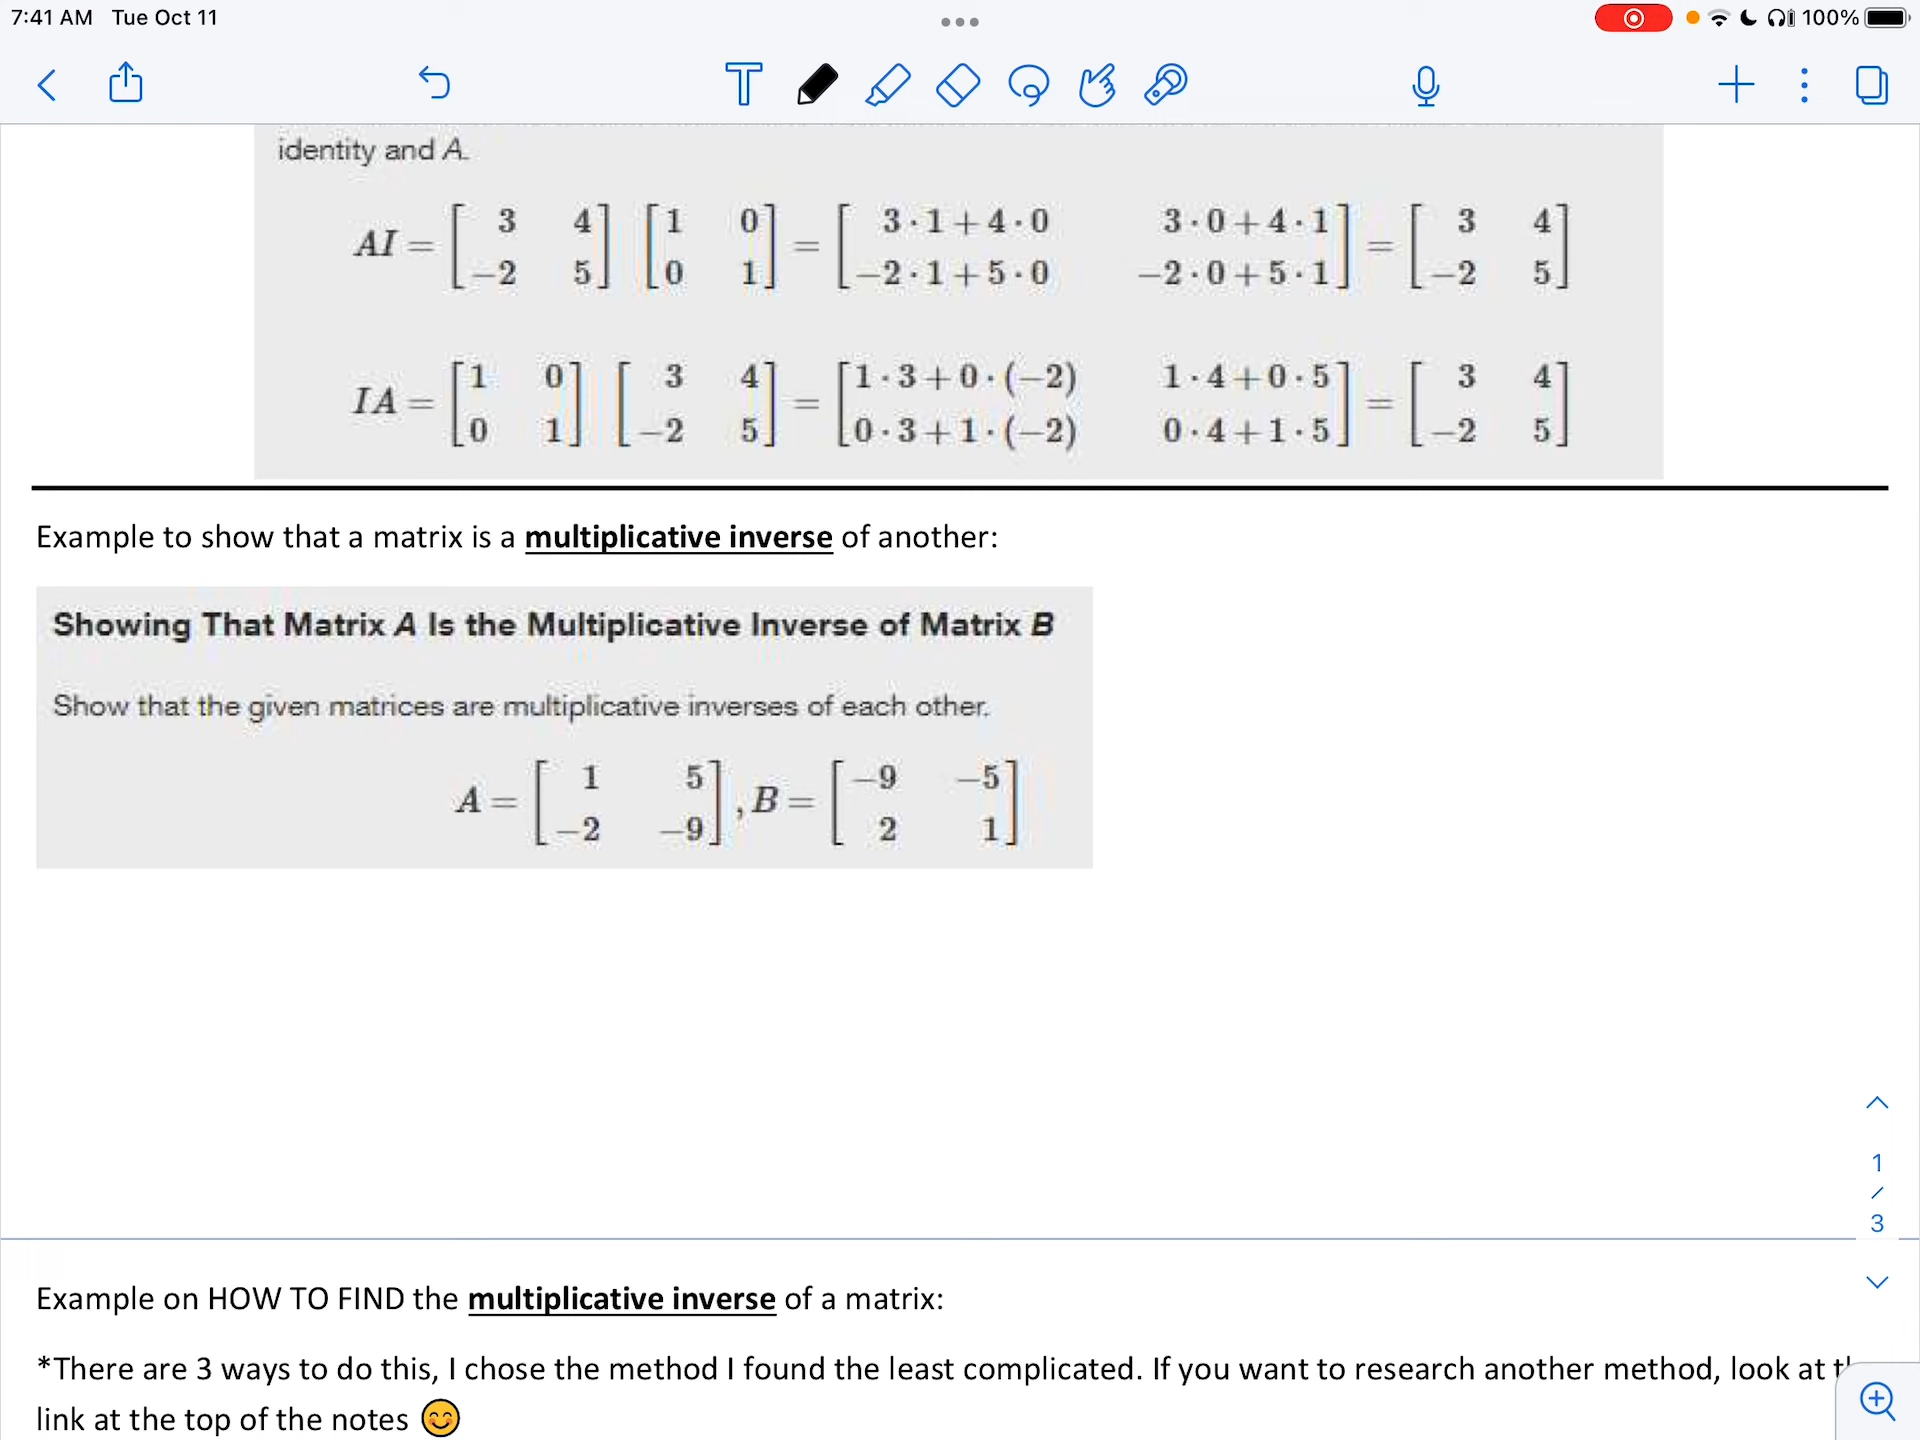 7:41 AM Tue Oct 11
100%
T
identity and A.
AI = [ 3 4 −2 5 ] [ 1 0 0 1 ] = [ 3 · 1 + 4 · 0 3 · 0 + 4 · 1 −2 · 1 + 5 · 0 −2 · 0 + 5 · 1 ] = [ 3 4 −2 5 ]
IA = [ 1 0 0 1 ] [ 3 4 −2 5 ] = [ 1 · 3 + 0 · (−2) 1 · 4 + 0 · 5 0 · 3 + 1 · (−2) 0 · 4 + 1 · 5 ] = [ 3 4 −2 5 ]
Example to show that a matrix is a multiplicative inverse of another:
Showing That Matrix A Is the Multiplicative Inverse of Matrix B
Show that the given matrices are multiplicative inverses of each other.
A = [ 1 5 −2 −9 ], B = [ −9 −5 2 1 ]
1
/
3
Example on HOW TO FIND the multiplicative inverse of a matrix:
*There are 3 ways to do this, I chose the method I found the least complicated. If you want to research another method, look at
link at the top of the notes 😊